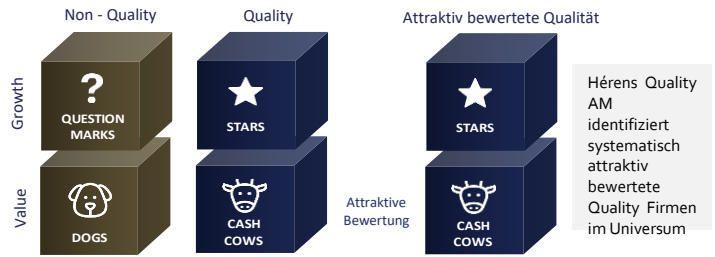 Non - Quality
Quality
Attraktiv bewertete Qualität
Growth
?
QUESTION
MARKS
STARS
STARS
Value
DOGS
CASH
COWS
Attraktive
Bewertung
CASH
COWS
Hérens Quality
AM
identifiziert
systematisch
attraktiv
bewertete
Quality Firmen
im Universum